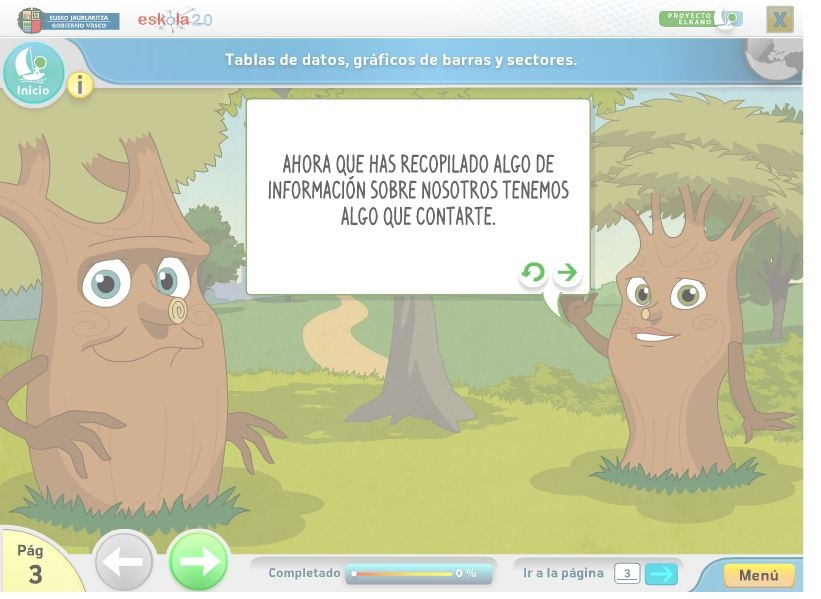 EUSKO JAURLARITZA
GOBIERNO VASCO
eskola 2.0
PROYECTO
ELKANO
X
Tablas de datos, gráficos de barras y sectores.
Inicio
i
AHORA QUE HAS RECOPILADO ALGO DE
INFORMACIÓN SOBRE NOSOTROS TENEMOS
ALGO QUE CONTARTE.
Pág
3
Completado 0 %
Ir a la página 3
Menú